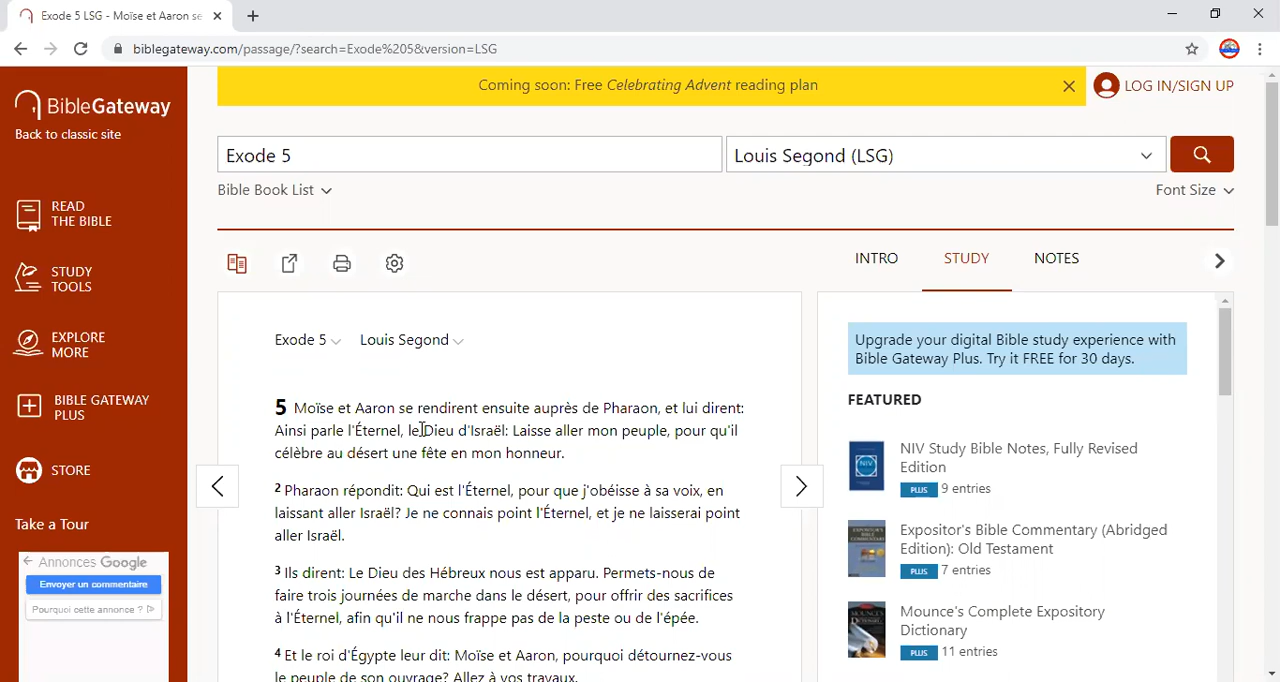 Exode 5 LSG - Moïse et Aaron se
biblegateway.com/passage/?search=Exode%205&version=LSG
Coming soon: Free Celebrating Advent reading plan
LOG IN/SIGN UP
BibleGateway
Back to classic site
Exode 5
Louis Segond (LSG)
Bible Book List
Font Size
READ
THE BIBLE
STUDY
TOOLS
EXPLORE
MORE
BIBLE GATEWAY
PLUS
STORE
Take a Tour
Annonces Google
Envoyer un commentaire
Pourquoi cette annonce ?
INTRO
STUDY
NOTES
Exode 5
Louis Segond
5 Moïse et Aaron se rendirent ensuite auprès de Pharaon, et lui dirent:
Ainsi parle l'Éternel, le Dieu d'Israël: Laisse aller mon peuple, pour qu'il
célèbre au désert une fête en mon honneur.
2 Pharaon répondit: Qui est l'Éternel, pour que j'obéisse à sa voix, en
laissant aller Israël? Je ne connais point l'Éternel, et je ne laisserai point
aller Israël.
3 Ils dirent: Le Dieu des Hébreux nous est apparu. Permets-nous de
faire trois journées de marche dans le désert, pour offrir des sacrifices
à l'Éternel, afin qu'il ne nous frappe pas de la peste ou de l'épée.
4 Et le roi d'Égypte leur dit: Moïse et Aaron, pourquoi détournez-vous
le peuple de son ouvrage? Allez à vos travaux.
Upgrade your digital Bible study experience with
Bible Gateway Plus. Try it FREE for 30 days.
FEATURED
NIV
NIV Study Bible Notes, Fully Revised
Edition
PLUS 9 entries
Expositor's Bible Commentary (Abridged
Edition): Old Testament
PLUS 7 entries
Mounce's Complete Expository
Dictionary
PLUS 11 entries